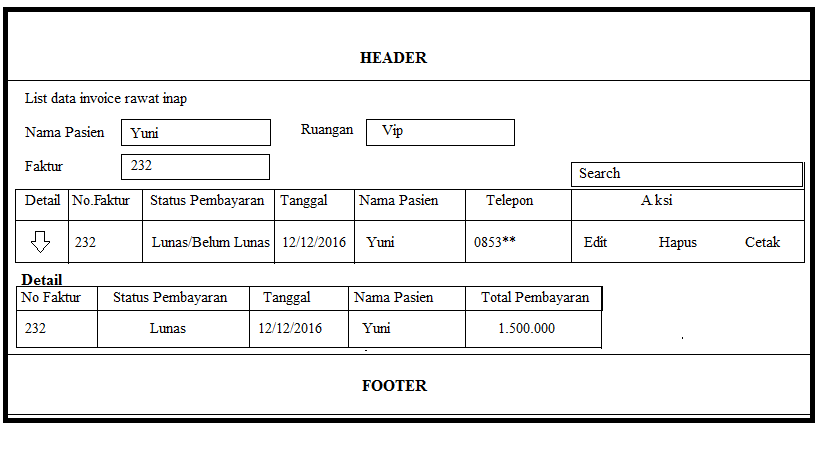 HEADER
List data invoice rawat inap
Nama Pasien Yuni Ruangan Vip
Faktur 232
Search
Detail No.Faktur Status Pembayaran Tanggal Nama Pasien Telepon Aksi
232 Lunas/Belum Lunas 12/12/2016 Yuni 0853** Edit Hapus Cetak
Detail
No Faktur Status Pembayaran Tanggal Nama Pasien Total Pembayaran
232 Lunas 12/12/2016 Yuni 1.500.000
FOOTER